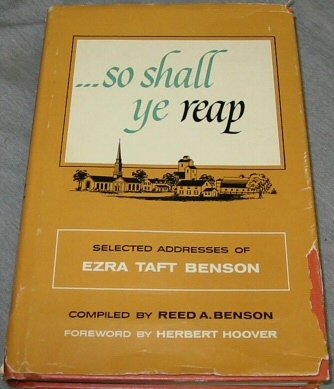 ...so shall
ye reap
SELECTED ADDRESSES OF
EZRA TAFT BENSON
COMPILED BY REED A. BENSON
FOREWORD BY HERBERT HOOVER